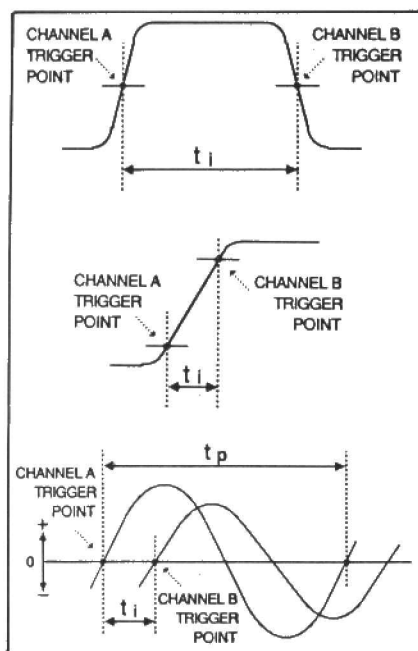 CHANNEL A
TRIGGER
POINT
CHANNEL B
TRIGGER
POINT
t i
CHANNEL A
TRIGGER
POINT
CHANNEL B
TRIGGER
POINT
t i
t p
CHANNEL A
TRIGGER
POINT
+
0
−
t i
CHANNEL B
TRIGGER
POINT